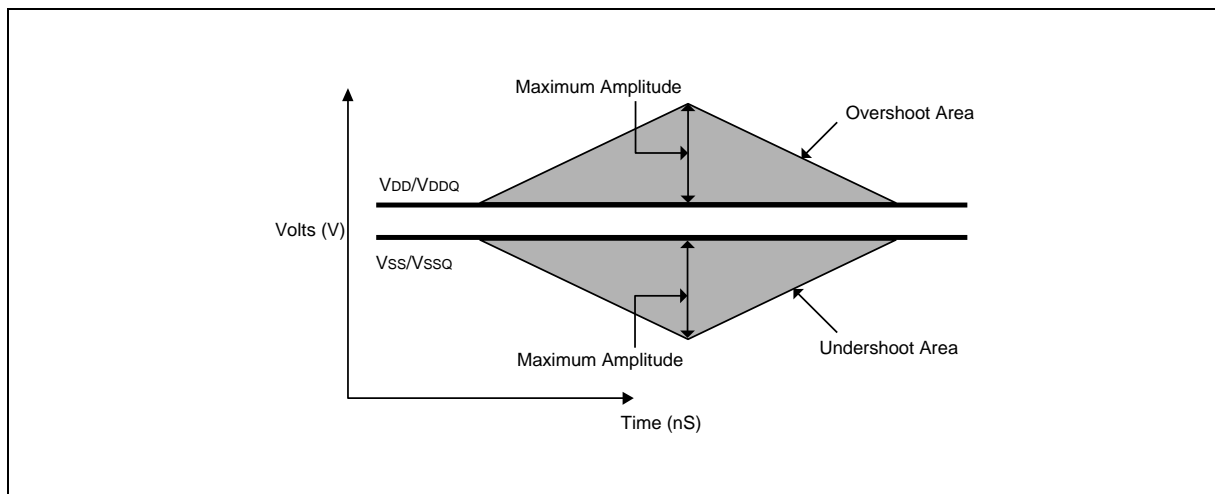 Maximum Amplitude
Overshoot Area
VDD/VDDQ
Volts (V)
VSS/VSSQ
Maximum Amplitude
Undershoot Area
Time (nS)